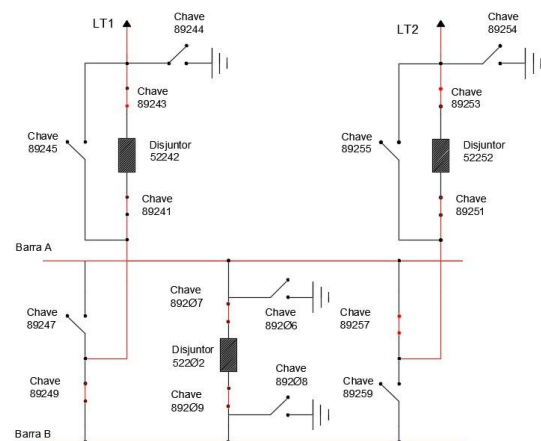 LT1
Chave
89244
LT2
Chave
89254
Chave
89243
Chave
89253
Chave
89245
Disjuntor
52242
Chave
89255
Disjuntor
52252
Chave
89241
Chave
89251
Barra A
Chave
892Ø7
Chave
89247
Chave
892Ø6
Chave
89257
Disjuntor
522Ø2
Chave
89249
Chave
892Ø9
Chave
892Ø8
Chave
89259
Barra B